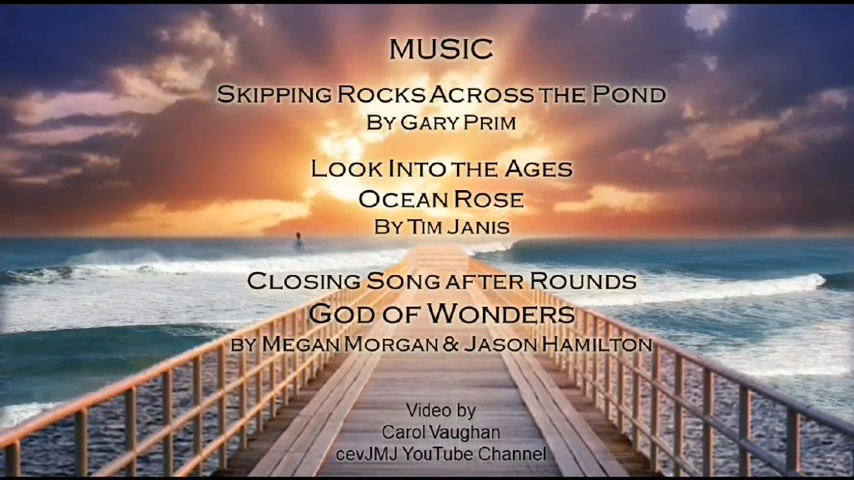 MUSIC
SKIPPING ROCKS ACROSS THE POND
BY GARY PRIM
LOOK INTO THE AGES
OCEAN ROSE
BY TIM JANIS
CLOSING SONG AFTER ROUNDS
GOD OF WONDERS
BY MEGAN MORGAN & JASON HAMILTON
Video by
Carol Vaughan
cevJMJ YouTube Channel